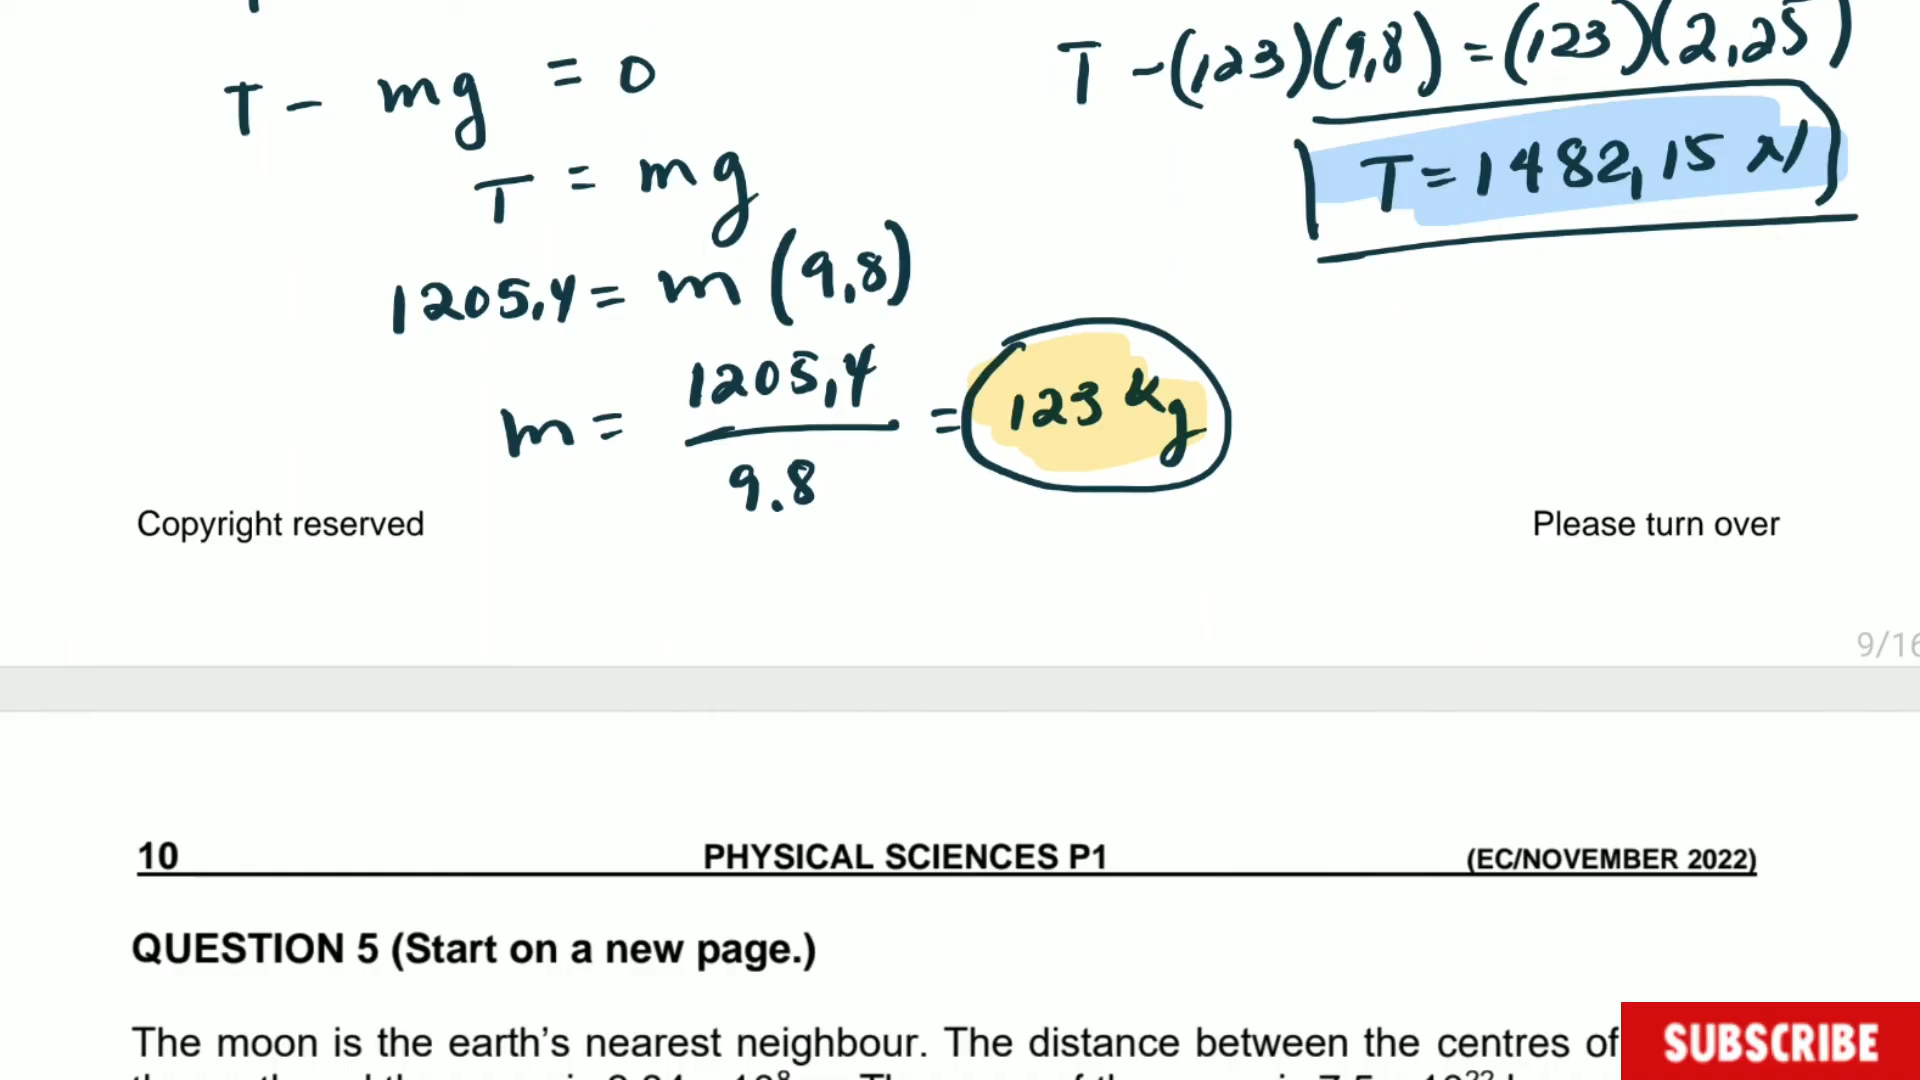 T - mg = 0
T = mg
1205,4 = m (9,8)
m = 1205,4 / 9.8 = 123 kg
T - (123)(9,8) = (123)(2,25)
T = 1482,15 N
Copyright reserved
Please turn over
9/16
10 PHYSICAL SCIENCES P1 (EC/NOVEMBER 2022)
QUESTION 5 (Start on a new page.)
The moon is the earth's nearest neighbour. The distance between the centres of
SUBSCRIBE